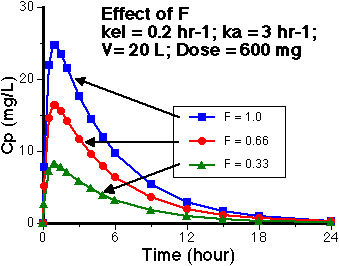 Effect of F
kel = 0.2 hr-1; ka = 3 hr-1;
V= 20 L; Dose = 600 mg
30
20
10
0
Cp (mg/L)
F = 1.0
F = 0.66
F = 0.33
0
6
12
18
24
Time (hour)